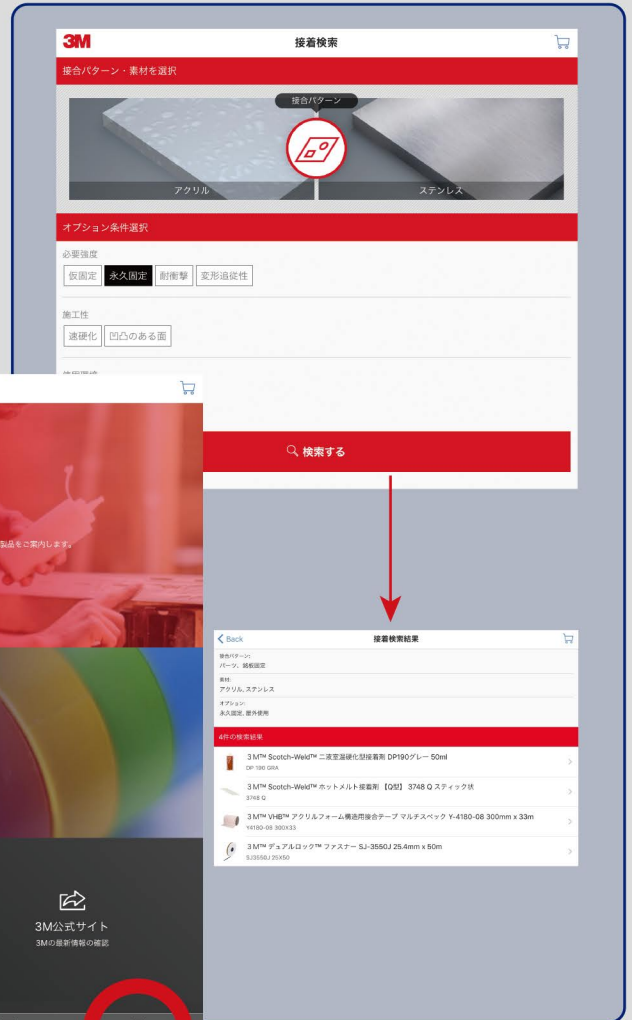 3M
接着検索
接合パターン・素材を選択
接合パターン
アクリル
ステンレス
オプション条件選択
必要強度
仮固定
永久固定
耐衝撃
変形追従性
施工性
速硬化
凹凸のある面
検索する
製品をご案内します。
3M公式サイト
3Mの最新情報の確認
Back
接着検索結果
接合パターン:
パーツ、銘板固定
素材:
アクリル, ステンレス
オプション:
永久固定, 屋外使用
4件の検索結果
3 M™ Scotch-Weld™ 二液室温硬化型接着剤 DP190グレー 50ml
DP 190 GRA
3 M™ Scotch-Weld™ ホットメルト接着剤 【Q型】 3748 Q スティック状
3748 Q
3 M™ VHB™ アクリルフォーム構造用接合テープ マルチスペック Y-4180-08 300mm x 33m
Y4180-08 300X33
3 M™ デュアルロック™ ファスナー SJ-3550J 25.4mm x 50m
SJ3550J 25X50